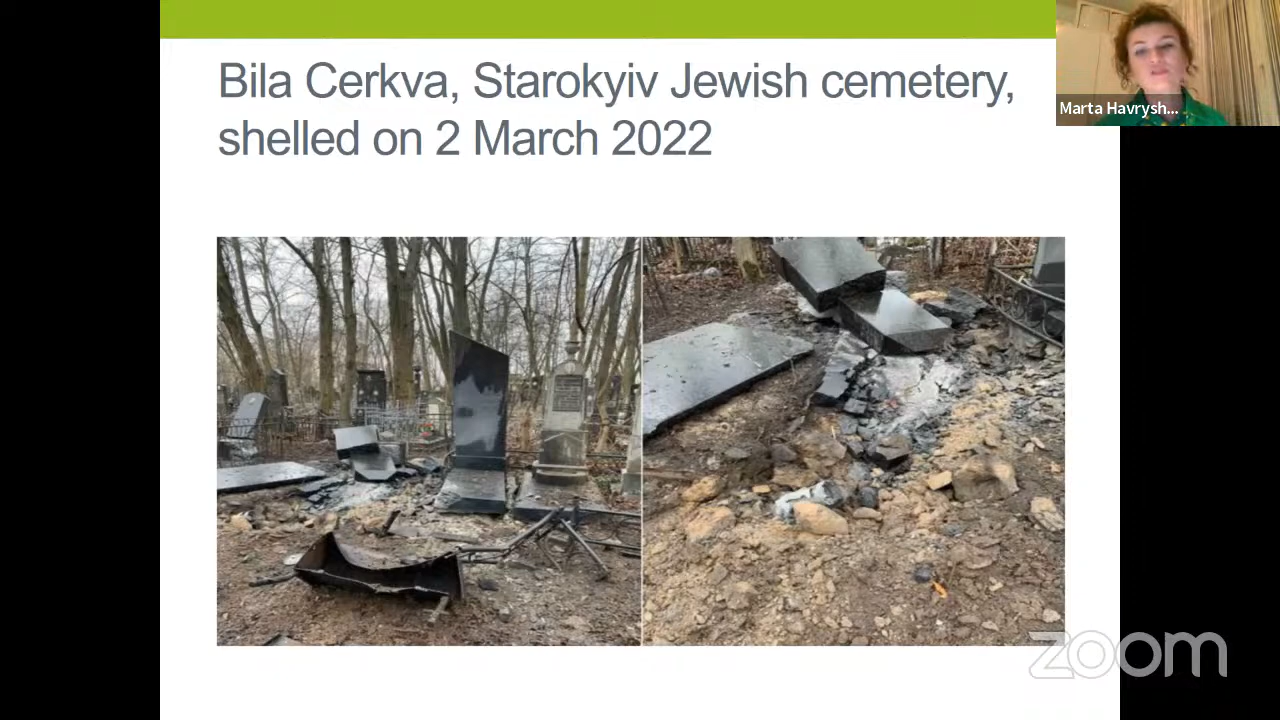 Bila Cerkva, Starokyiv Jewish cemetery,
shelled on 2 March 2022
Marta Havrysh...
zoom